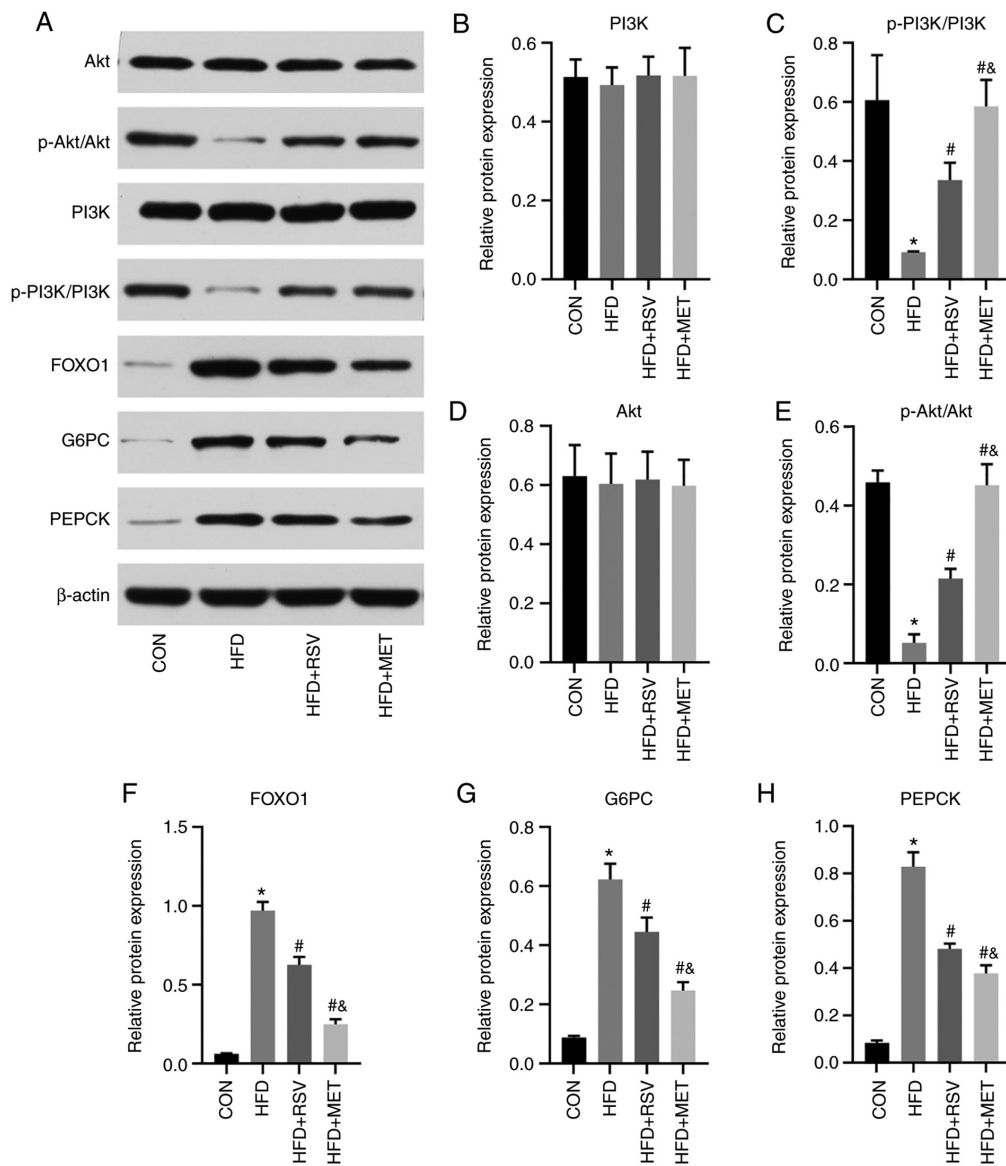 A
Akt
p-Akt/Akt
PI3K
p-PI3K/PI3K
FOXO1
G6PC
PEPCK
β-actin
CON
HFD
HFD+RSV
HFD+MET
B
PI3K
Relative protein expression
0.6
0.4
0.2
0.0
CON
HFD
HFD+RSV
HFD+MET
C
p-PI3K/PI3K
Relative protein expression
0.8
0.6
0.4
0.2
0.0
*
#
#&
CON
HFD
HFD+RSV
HFD+MET
D
Akt
Relative protein expression
0.8
0.6
0.4
0.2
0.0
CON
HFD
HFD+RSV
HFD+MET
E
p-Akt/Akt
Relative protein expression
0.6
0.4
0.2
0.0
*
#
#&
CON
HFD
HFD+RSV
HFD+MET
F
FOXO1
Relative protein expression
1.5
1.0
0.5
0.0
*
#
#&
CON
HFD
HFD+RSV
HFD+MET
G
G6PC
Relative protein expression
0.8
0.6
0.4
0.2
0.0
*
#
#&
CON
HFD
HFD+RSV
HFD+MET
H
PEPCK
Relative protein expression
1.0
0.8
0.6
0.4
0.2
0.0
*
#
#&
CON
HFD
HFD+RSV
HFD+MET